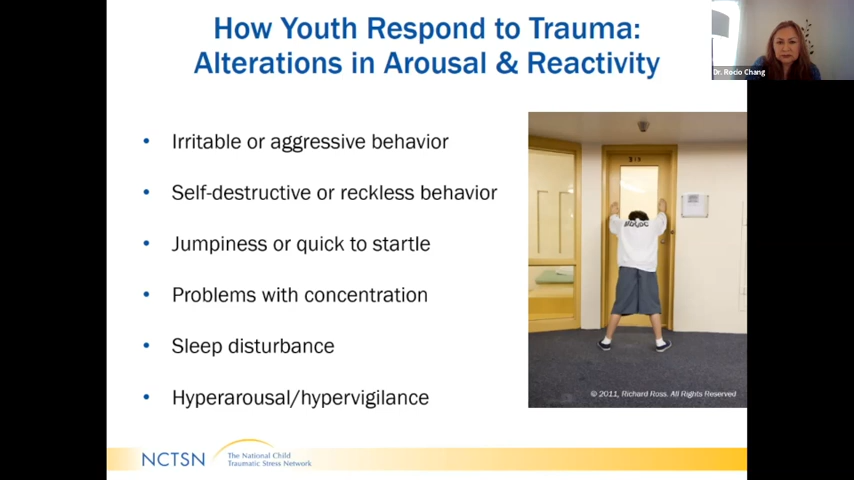 How Youth Respond to Trauma:
Alterations in Arousal & Reactivity
Dr. Rocio Chang
• Irritable or aggressive behavior
• Self-destructive or reckless behavior
• Jumpiness or quick to startle
• Problems with concentration
• Sleep disturbance
• Hyperarousal/hypervigilance
© 2011, Richard Ross. All Rights Reserved
NCTSN
The National Child
Traumatic Stress Network